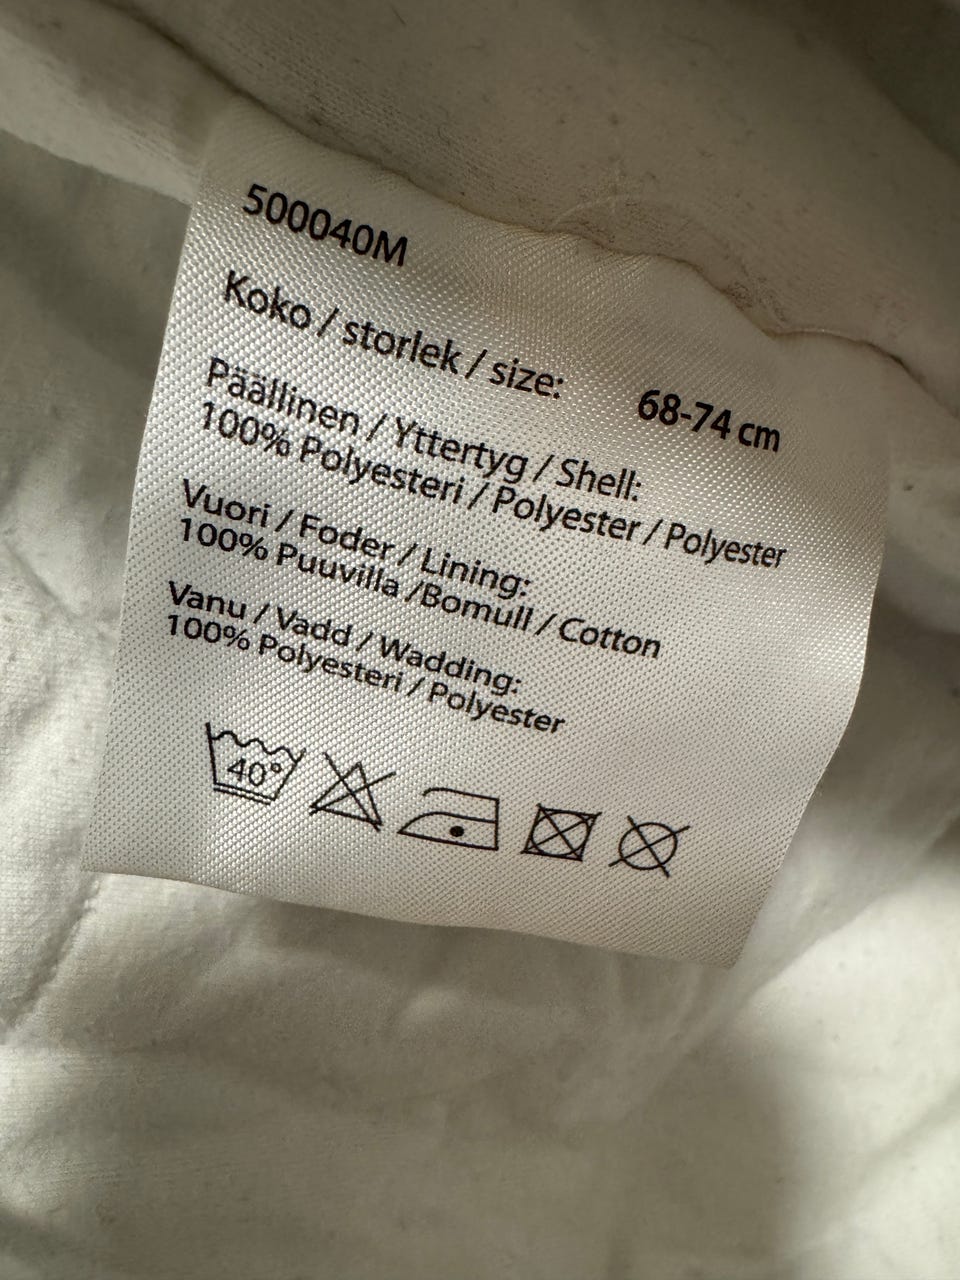 500040M
Koko / storlek / size: 68-74 cm
Päällinen / Yttertyg / Shell:
100% Polyesteri / Polyester / Polyester
Vuori / Foder / Lining:
100% Puuvilla /Bomull / Cotton
Vanu / Vadd / Wadding:
100% Polyesteri / Polyester
40°